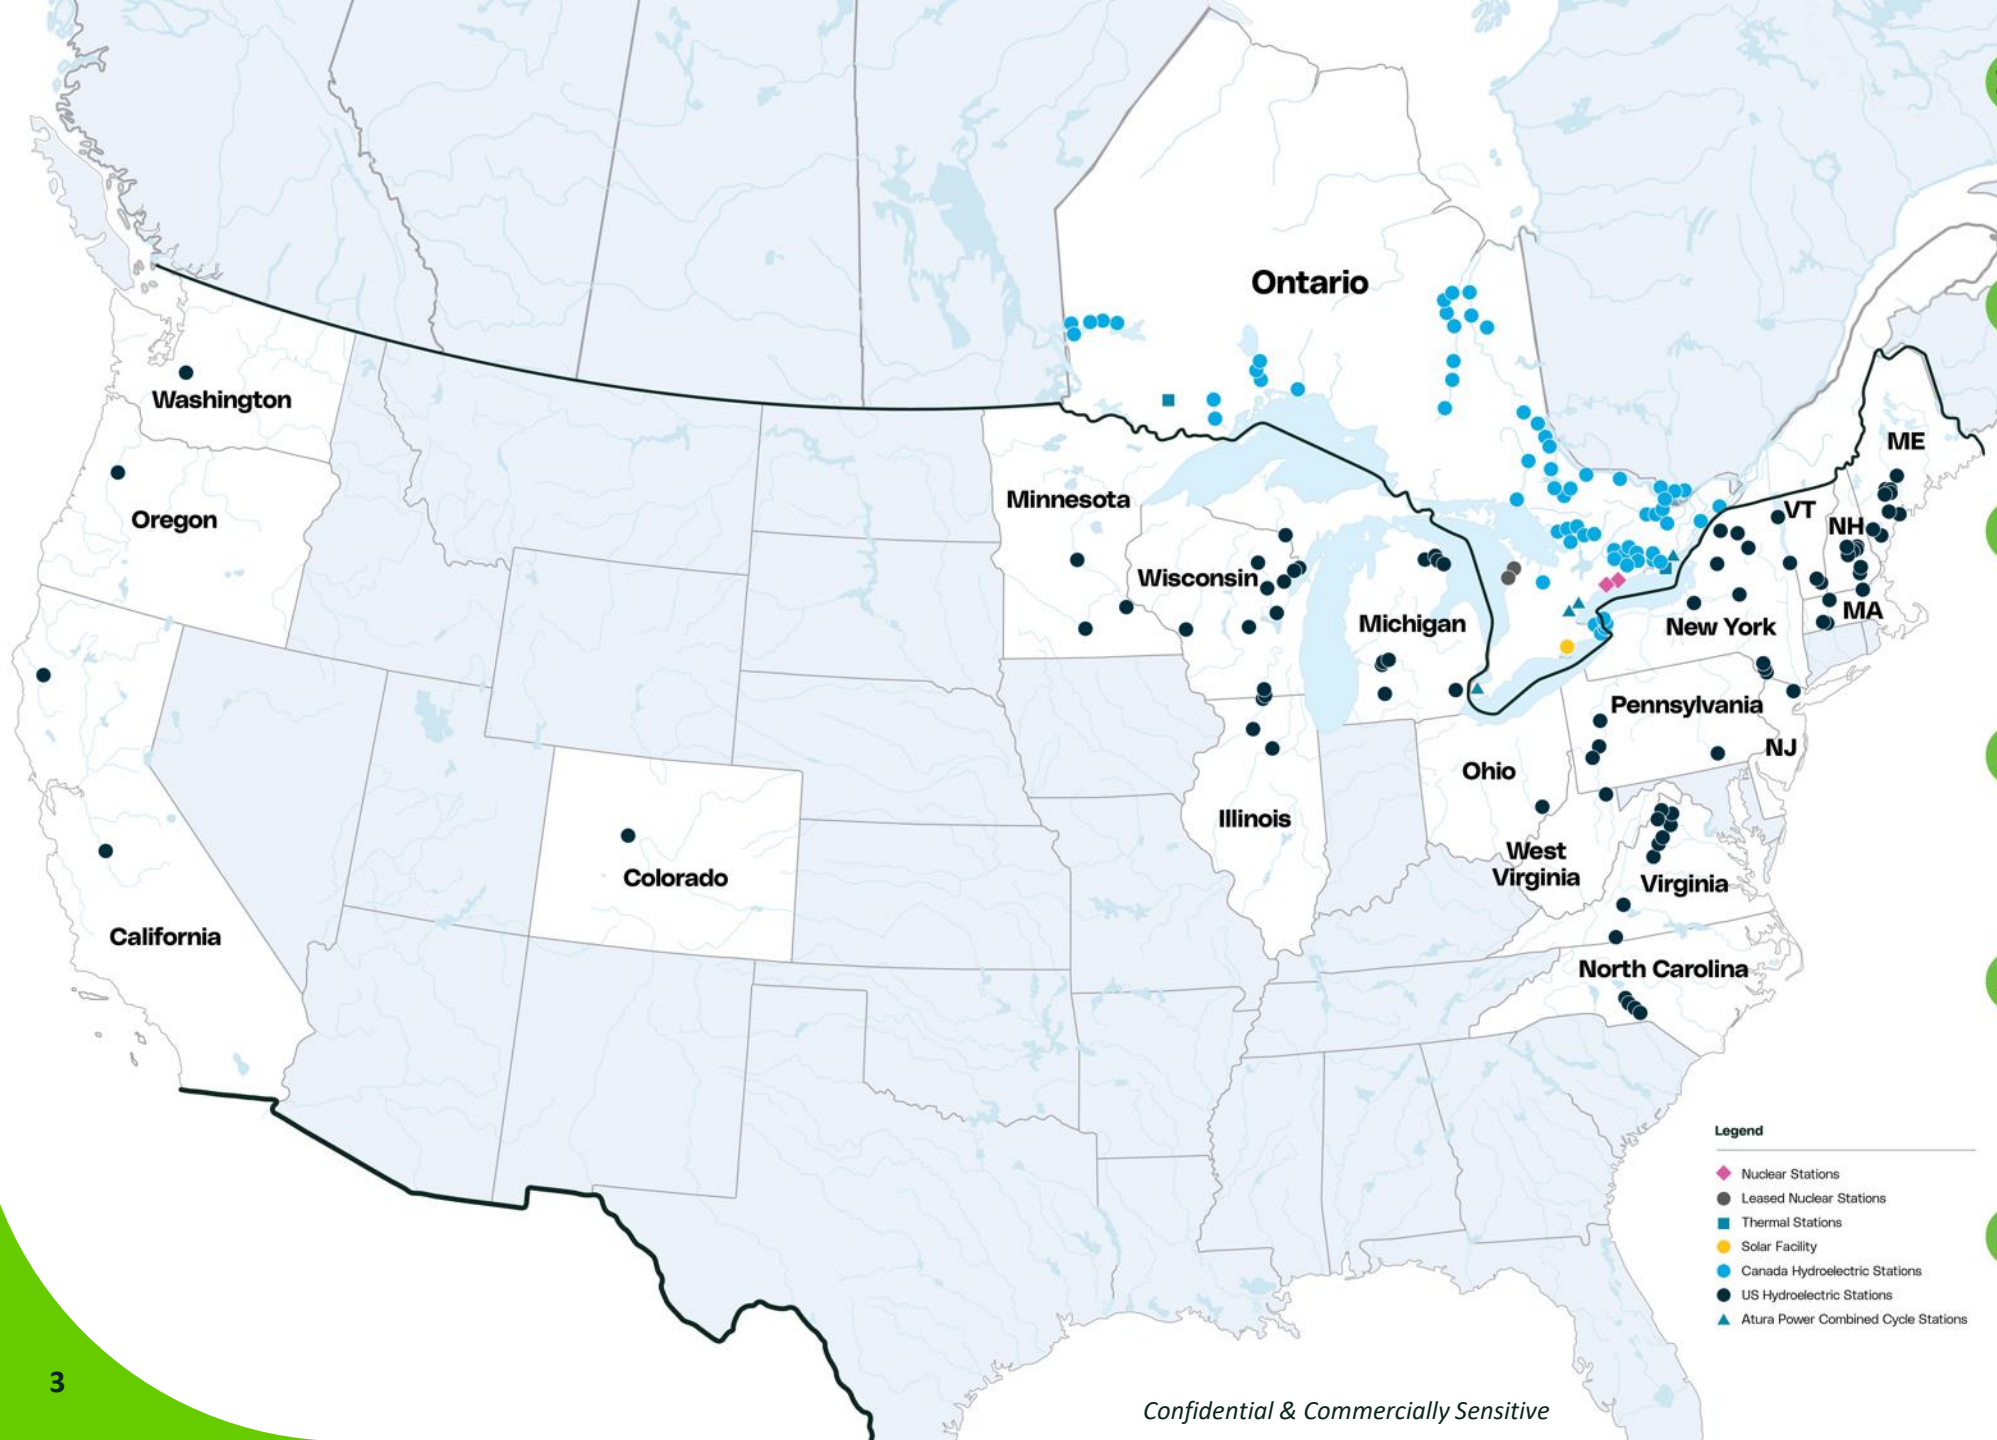 Ontario
Washington
Oregon
Minnesota
Wisconsin
Michigan
ME
VT
NH
MA
New York
Pennsylvania
NJ
Ohio
Illinois
West
Virginia
Virginia
Colorado
California
North Carolina
Legend
Nuclear Stations
Leased Nuclear Stations
Thermal Stations
Solar Facility
Canada Hydroelectric Stations
US Hydroelectric Stations
Atura Power Combined Cycle Stations
3
Confidential & Commercially Sensitive